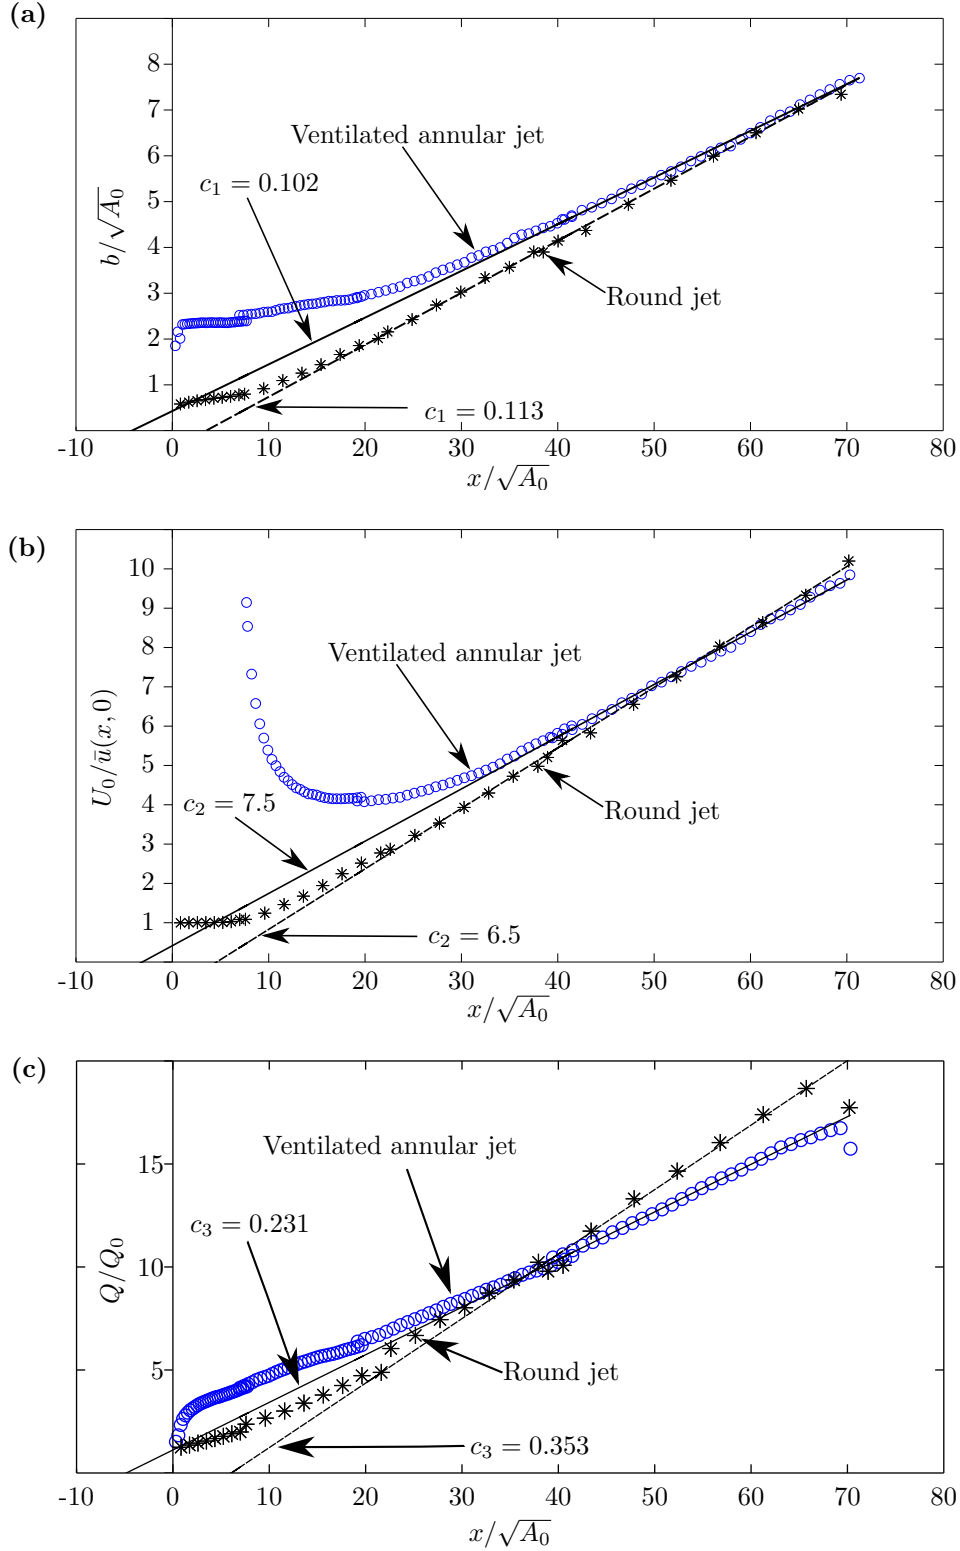 (a)
b/√A₀
8
7
6
5
4
3
2
1
Ventilated annular jet
c₁ = 0.102
Round jet
c₁ = 0.113
-10 0 10 20 30 40 50 60 70 80
x/√A₀
(b)
U₀/ū(x, 0)
10
9
8
7
6
5
4
3
2
1
Ventilated annular jet
c₂ = 7.5
Round jet
c₂ = 6.5
-10 0 10 20 30 40 50 60 70 80
x/√A₀
(c)
Q/Q₀
15
10
5
Ventilated annular jet
c₃ = 0.231
Round jet
c₃ = 0.353
-10 0 10 20 30 40 50 60 70 80
x/√A₀